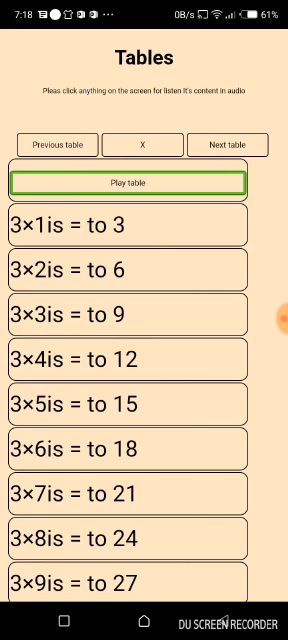 7:18 0B/s 61%
Tables
Pleas click anything on the screen for listen It's content in audio
Previous table X Next table
Play table
3×1is = to 3
3×2is = to 6
3×3is = to 9
3×4is = to 12
3×5is = to 15
3×6is = to 18
3×7is = to 21
3×8is = to 24
3×9is = to 27
DU SCREEN RECORDER